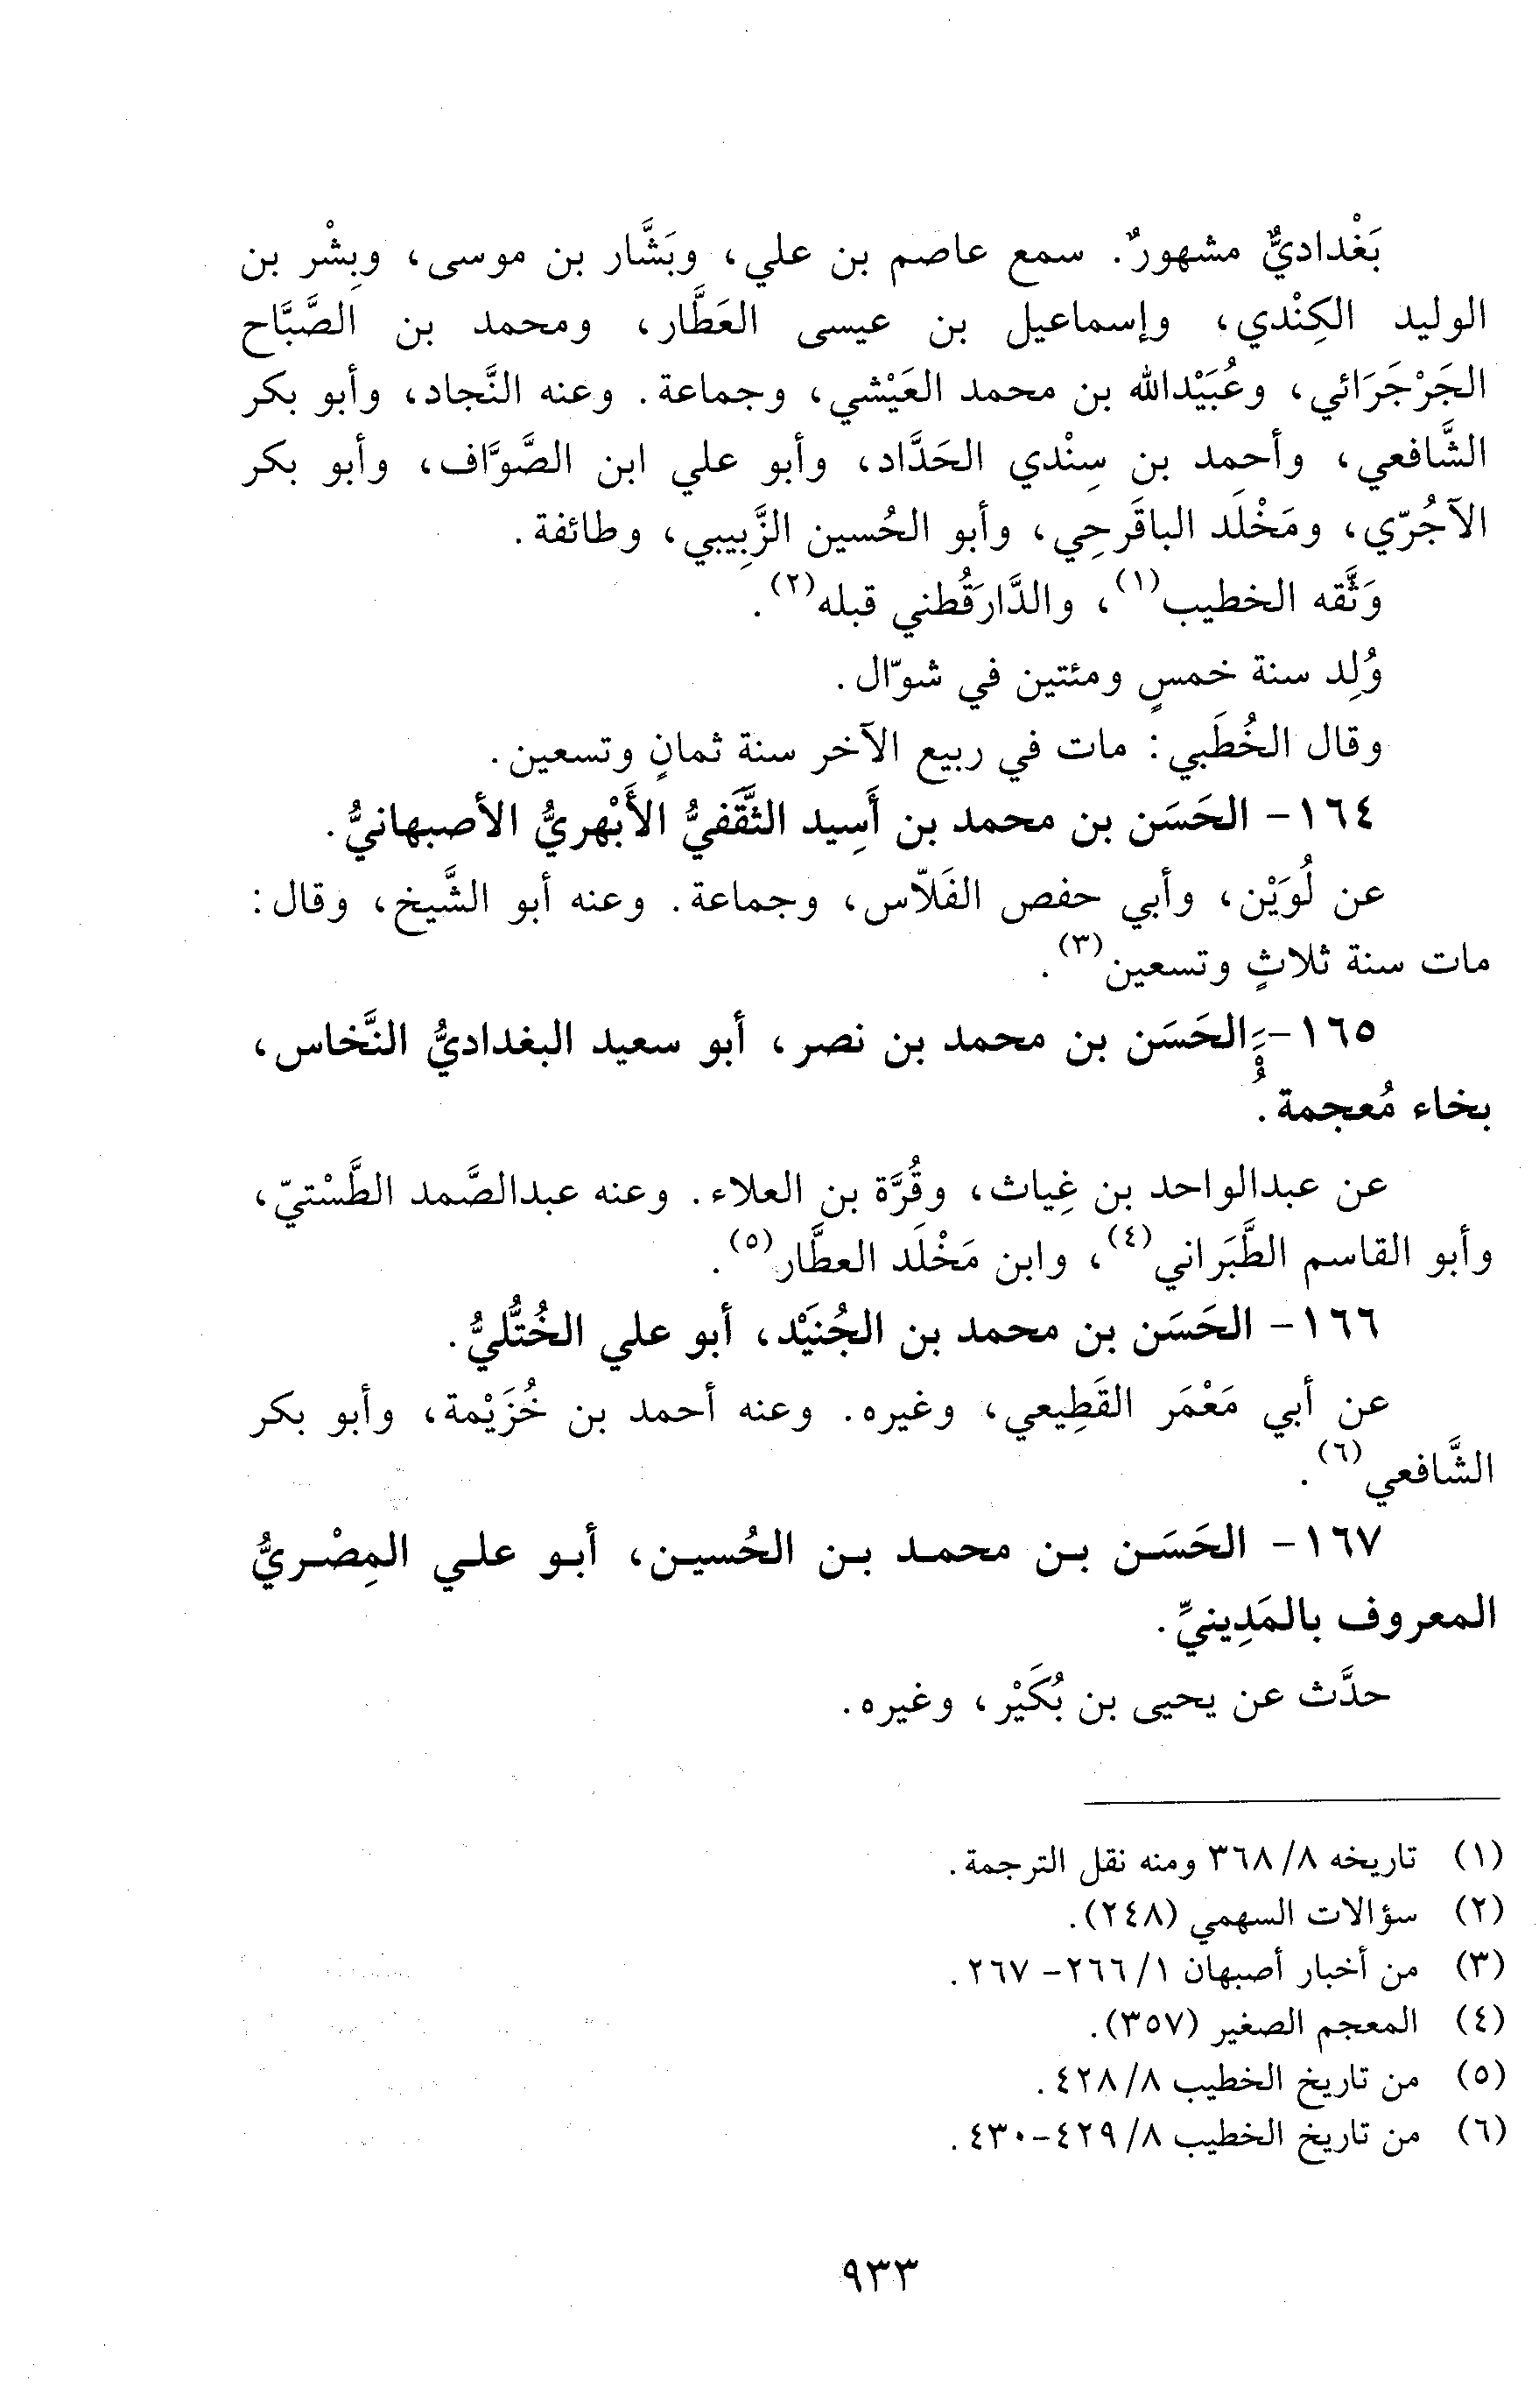 بَغْداديٌّ مشهورٌ. سمع عاصم بن علي، وبَشَّار بن موسى، وبِشْر بن
الوليد الكِنْدي، وإسماعيل بن عيسى العَطَّار، ومحمد بن الصَّبَّاح
الجَرْجَرَائي، وعُبَيْدالله بن محمد العَيْشي، وجماعة. وعنه النَّجاد، وأبو بكر
الشَّافعي، وأحمد بن سِنْدي الحَدَّاد، وأبو علي ابن الصَّوَّاف، وأبو بكر
الآجُرّي، ومَخْلَد الباقَرحِي، وأبو الحُسين الزَّبِيبي، وطائفة.
وَثَّقه الخطيب(١)، والدَّارَقُطني قبله(٢).
وُلِد سنة خمسٍ ومئتين في شوّال.
وقال الخُطَبي: مات في ربيع الآخر سنة ثمانٍ وتسعين.
١٦٤- الحَسَن بن محمد بن أَسِيد الثَّقَفيُّ الأَبْهريُّ الأصبهانيُّ.
عن لُوَيْن، وأبي حفص الفَلاّس، وجماعة. وعنه أبو الشَّيخ، وقال:
مات سنة ثلاثٍ وتسعين(٣).
١٦٥- الحَسَن بن محمد بن نصر، أبو سعيد البغداديُّ النَّخاس،
بخاء مُعجمة.
عن عبدالواحد بن غِياث، وقُرَّة بن العلاء. وعنه عبدالصَّمد الطَّسْتيّ،
وأبو القاسم الطَّبَراني(٤)، وابن مَخْلَد العطَّار(٥).
١٦٦- الحَسَن بن محمد بن الجُنَيْد، أبو علي الخُتُّليُّ.
عن أبي مَعْمَر القَطِيعي، وغيره. وعنه أحمد بن خُزَيْمة، وأبو بكر
الشَّافعي(٦).
١٦٧- الحَسَن بن محمد بن الحُسين، أبو علي المِصْريُّ
المعروف بالمَدِينيِّ.
حدَّث عن يحيى بن بُكَيْر، وغيره.
(١) تاريخه ٨/ ٣٦٨ ومنه نقل الترجمة.
(٢) سؤالات السهمي (٢٤٨).
(٣) من أخبار أصبهان ١/ ٢٦٦- ٢٦٧.
(٤) المعجم الصغير (٣٥٧).
(٥) من تاريخ الخطيب ٨/ ٤٢٨.
(٦) من تاريخ الخطيب ٨/ ٤٢٩-٤٣٠.
٩٣٣